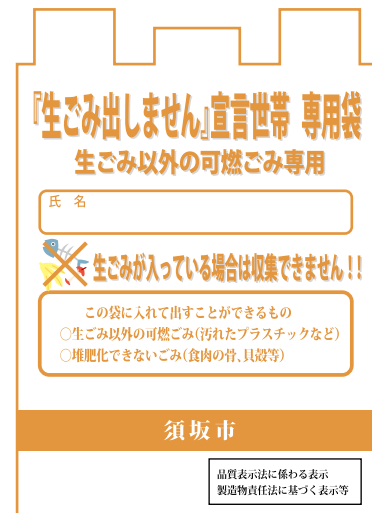 『生ごみ出しません』宣言世帯 専用袋
生ごみ以外の可燃ごみ専用
氏 名
生ごみが入っている場合は収集できません！！
この袋に入れて出すことができるもの
○生ごみ以外の可燃ごみ(汚れたプラスチックなど)
○堆肥化できないごみ(食肉の骨、貝殻等)
須坂市
品質表示法に係わる表示
製造物責任法に基づく表示等